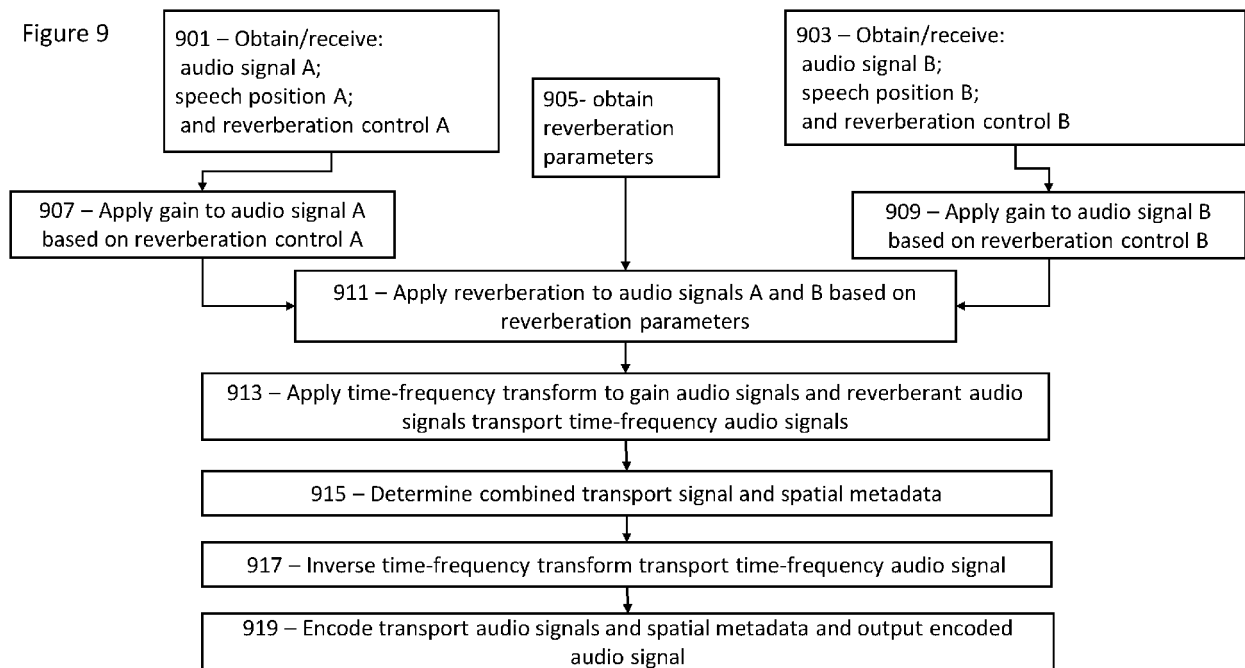 Figure 9
901 – Obtain/receive:
audio signal A;
speech position A;
and reverberation control A
903 – Obtain/receive:
audio signal B;
speech position B;
and reverberation control B
905- obtain
reverberation
parameters
907 – Apply gain to audio signal A
based on reverberation control A
909 – Apply gain to audio signal B
based on reverberation control B
911 – Apply reverberation to audio signals A and B based on
reverberation parameters
913 – Apply time-frequency transform to gain audio signals and reverberant audio
signals transport time-frequency audio signals
915 – Determine combined transport signal and spatial metadata
917 – Inverse time-frequency transform transport time-frequency audio signal
919 – Encode transport audio signals and spatial metadata and output encoded
audio signal